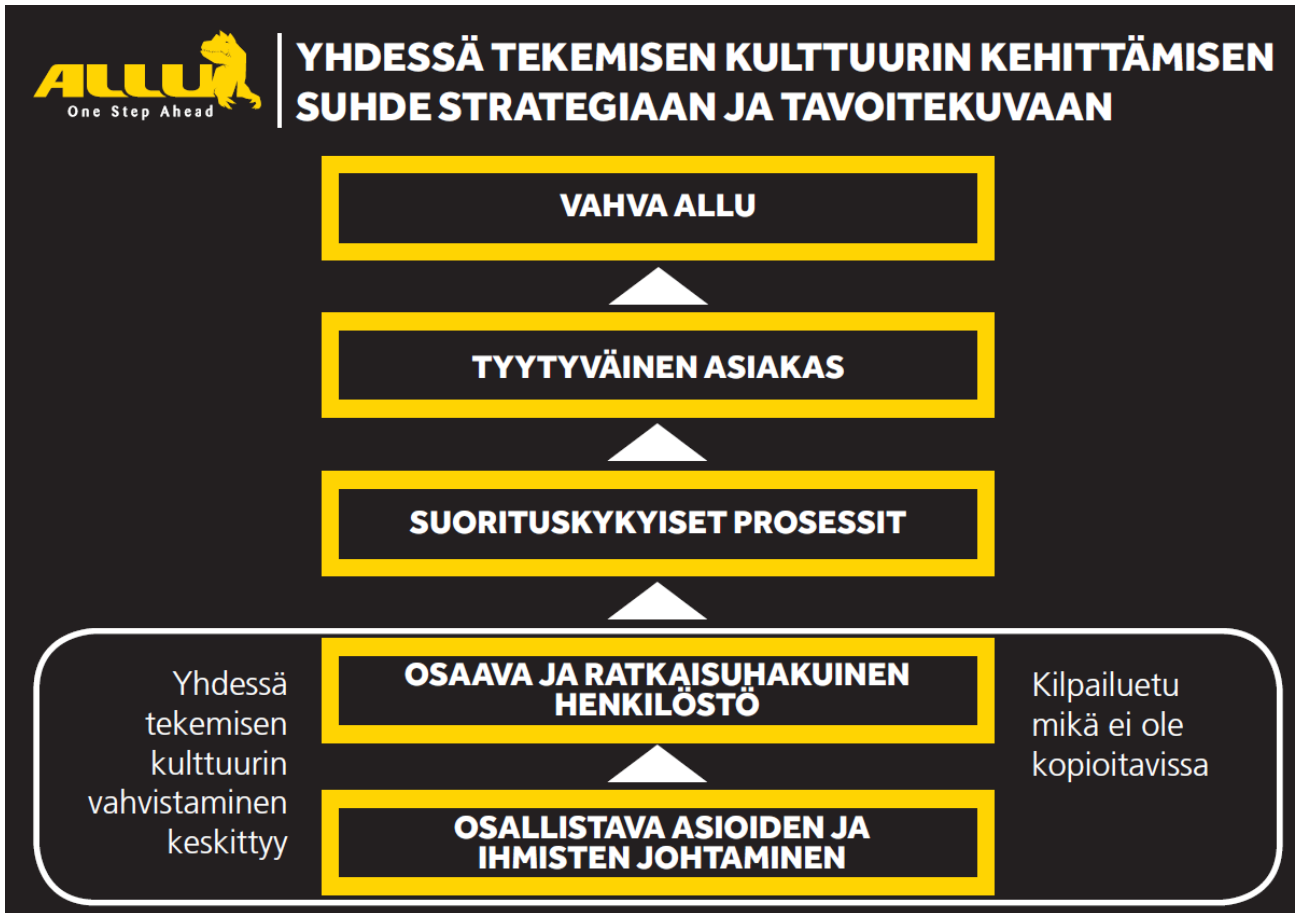 ALLU
One Step Ahead
YHDESSÄ TEKEMISEN KULTTUURIN KEHITTÄMISEN
SUHDE STRATEGIAAN JA TAVOITEKUVAAN
VAHVA ALLU
TYYTYVÄINEN ASIAKAS
SUORITUSKYKYISET PROSESSIT
Yhdessä
tekemisen
kulttuurin
vahvistaminen
keskittyy
OSAAVA JA RATKAISUHAKUINEN
HENKILÖSTÖ
OSALLISTAVA ASIOIDEN JA
IHMISTEN JOHTAMINEN
Kilpailuetu
mikä ei ole
kopioitavissa